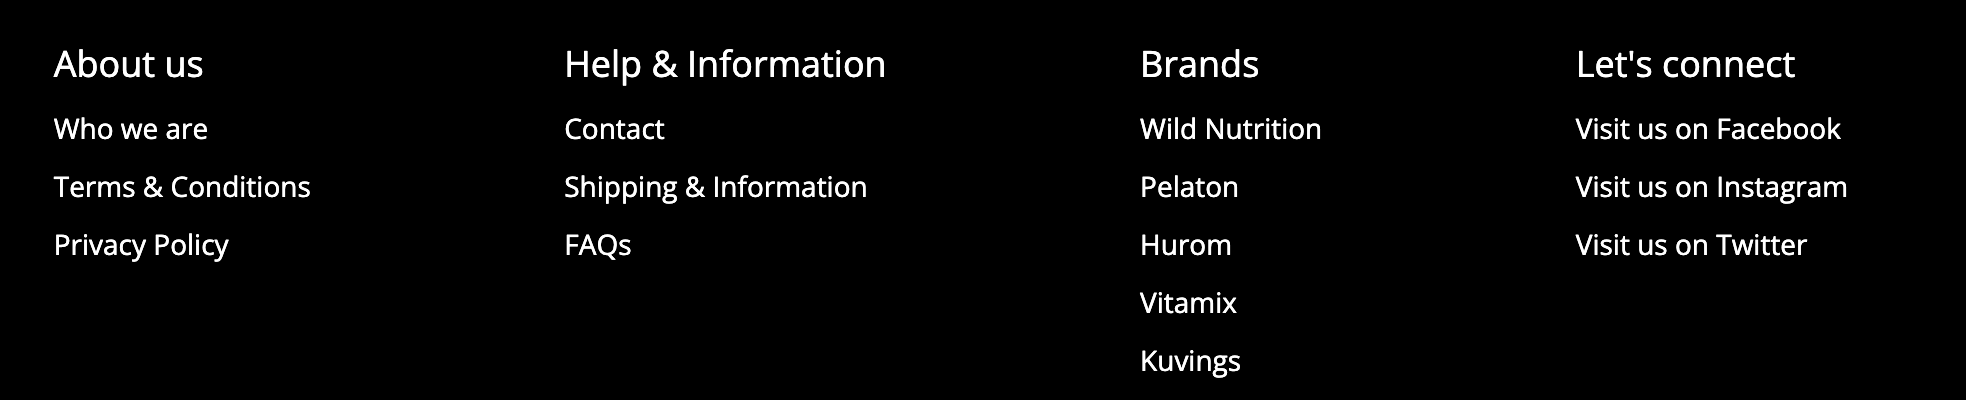 About us
Who we are
Terms & Conditions
Privacy Policy
Help & Information
Contact
Shipping & Information
FAQs
Brands
Wild Nutrition
Pelaton
Hurom
Vitamix
Kuvings
Let's connect
Visit us on Facebook
Visit us on Instagram
Visit us on Twitter